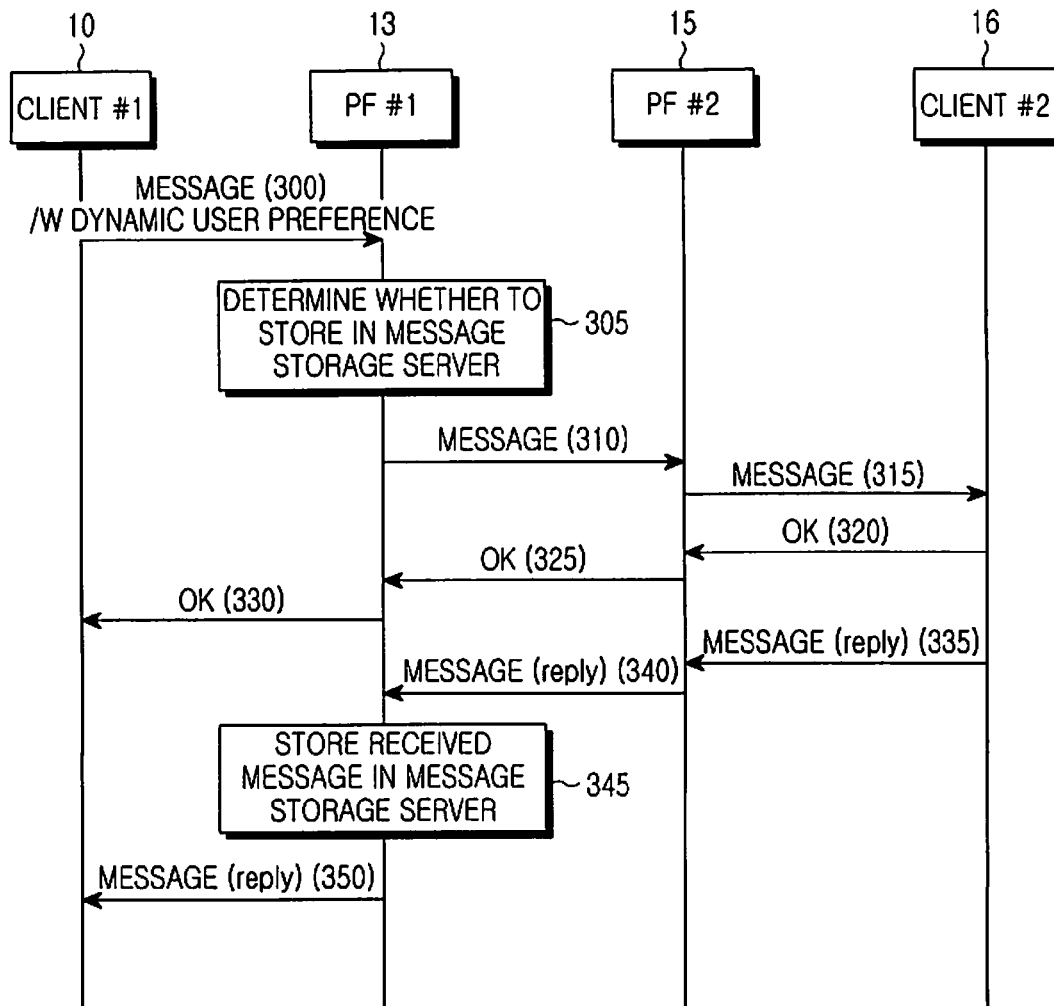 10
13
15
16
CLIENT #1
PF #1
PF #2
CLIENT #2
MESSAGE (300)
/W DYNAMIC USER PREFERENCE
DETERMINE WHETHER TO
STORE IN MESSAGE
STORAGE SERVER
305
MESSAGE (310)
MESSAGE (315)
OK (320)
OK (325)
OK (330)
MESSAGE (reply) (335)
MESSAGE (reply) (340)
STORE RECEIVED
MESSAGE IN MESSAGE
STORAGE SERVER
345
MESSAGE (reply) (350)